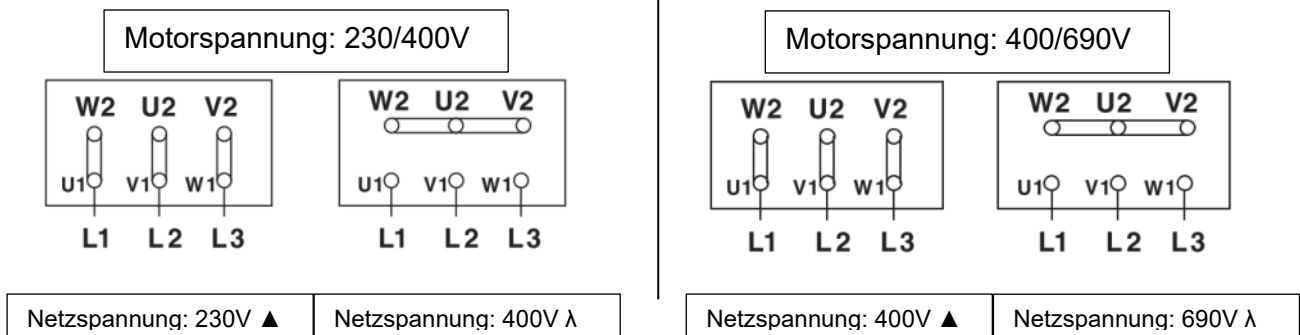 Motorspannung: 230/400V
W2 U2 V2
U1 V1 W1
L1 L2 L3
W2 U2 V2
U1 V1 W1
L1 L2 L3
Netzspannung: 230V ▲
Netzspannung: 400V λ
Motorspannung: 400/690V
W2 U2 V2
U1 V1 W1
L1 L2 L3
W2 U2 V2
U1 V1 W1
L1 L2 L3
Netzspannung: 400V ▲
Netzspannung: 690V λ